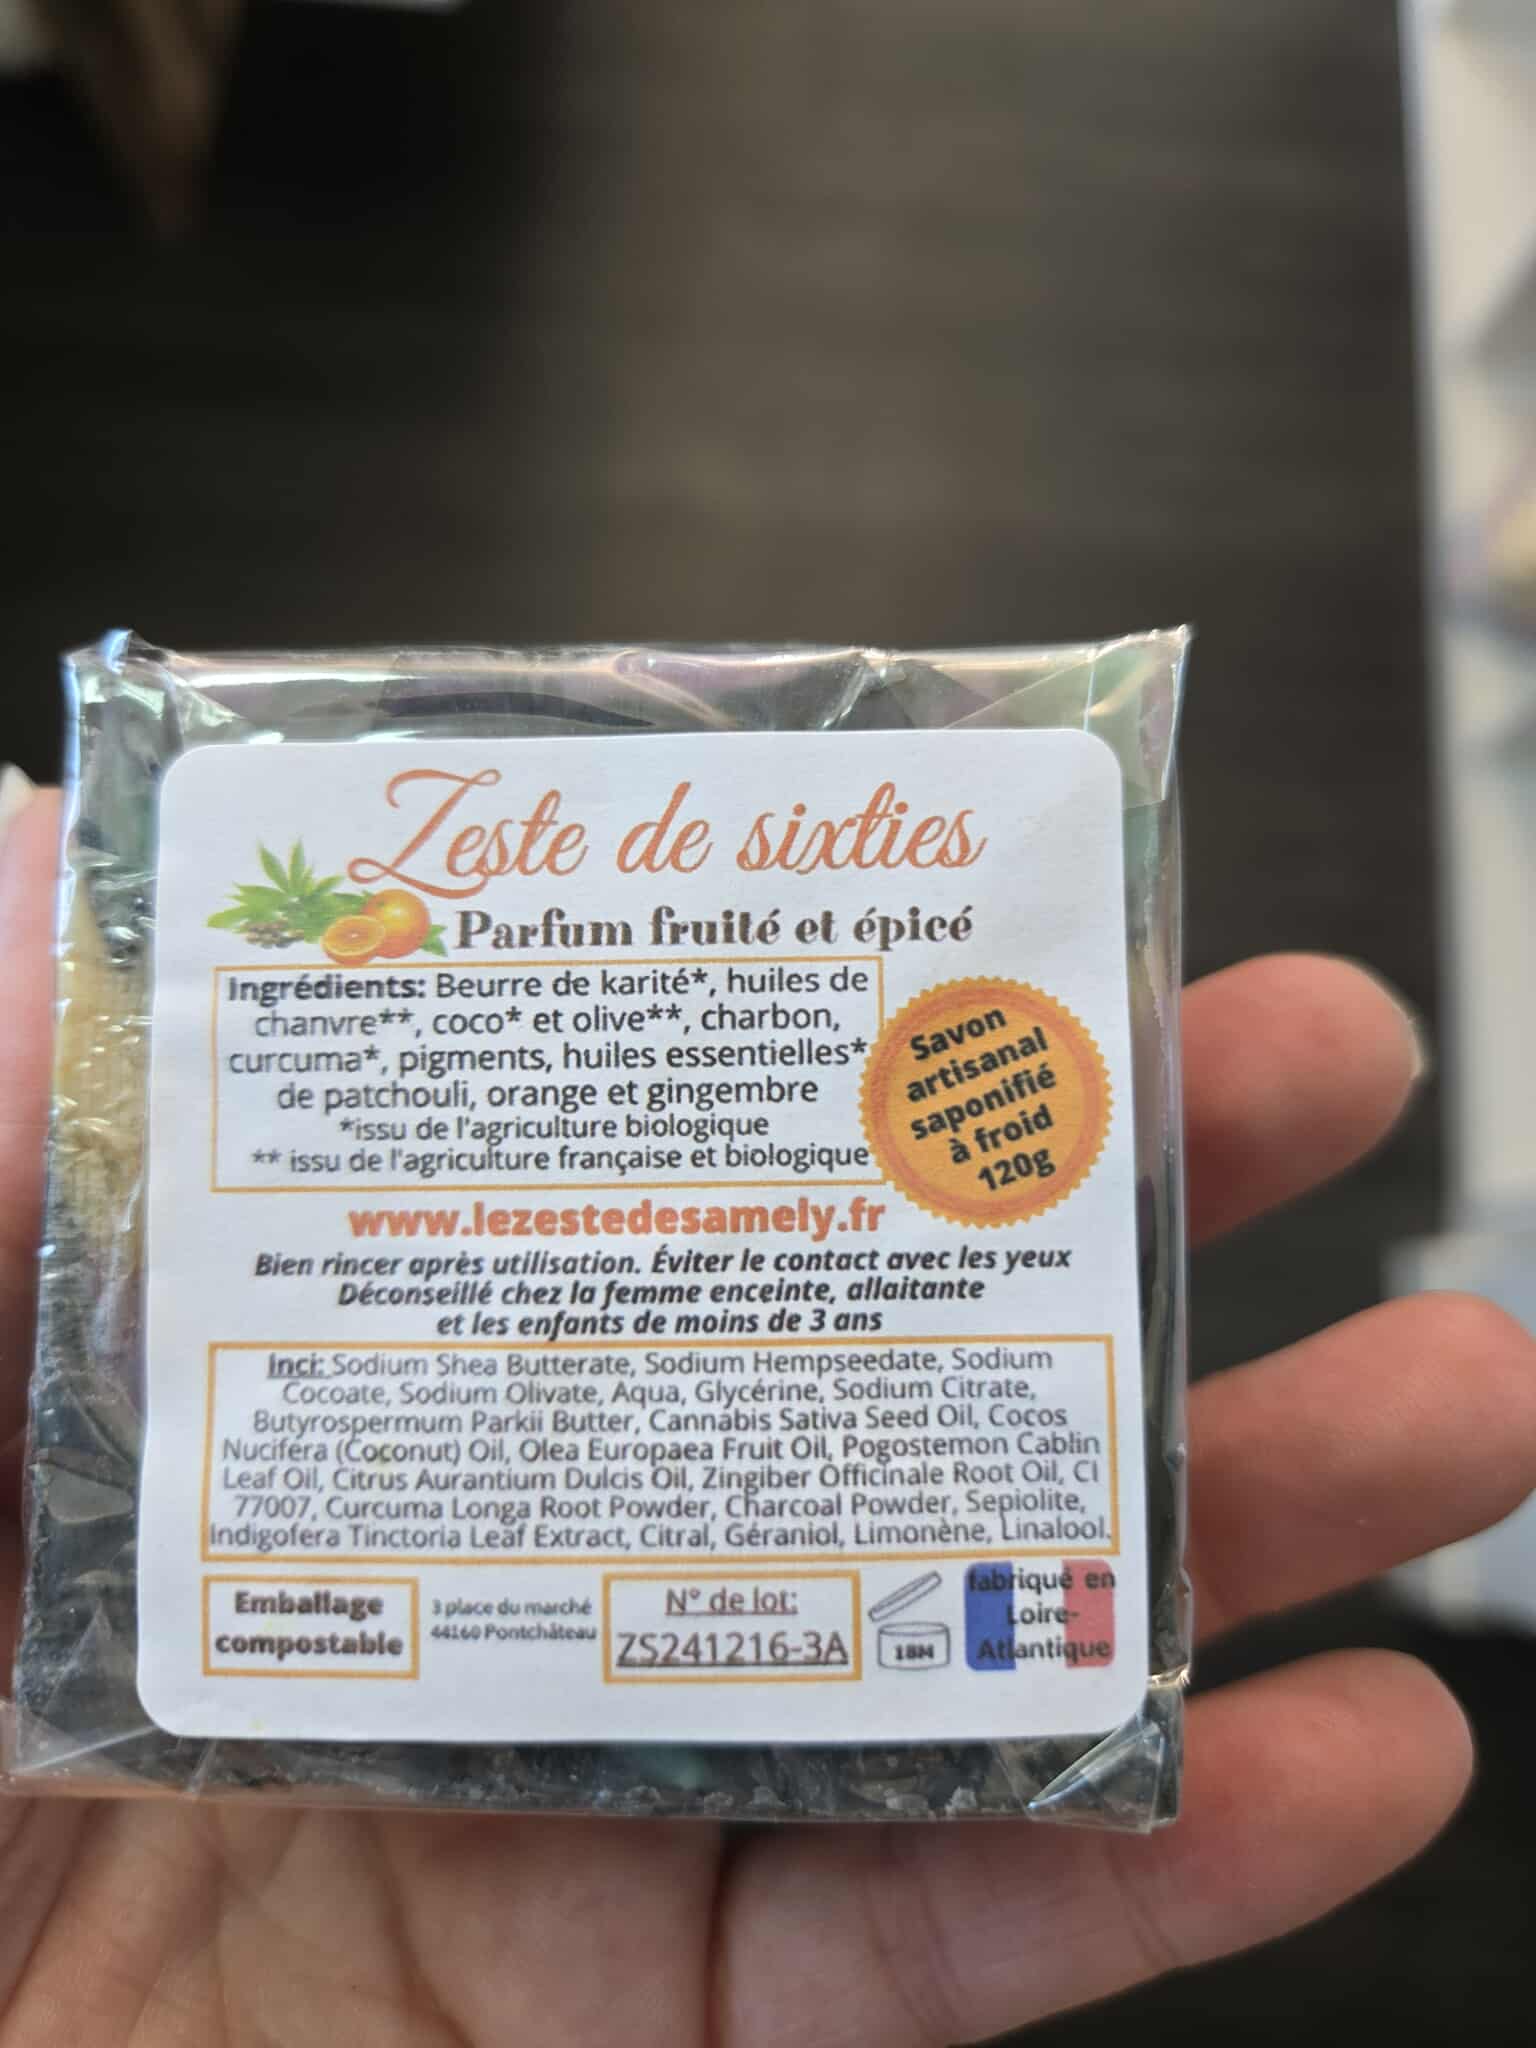 Zeste de sixties
Parfum fruité et épicé
Ingrédients: Beurre de karité*, huiles de
chanvre**, coco* et olive**, charbon,
curcuma*, pigments, huiles essentielles*
de patchouli, orange et gingembre
*issu de l'agriculture biologique
** issu de l'agriculture française et biologique
Savon
artisanal
saponifié
à froid
120g
www.lezestedesamely.fr
Bien rincer après utilisation. Éviter le contact avec les yeux
Déconseillé chez la femme enceinte, allaitante
et les enfants de moins de 3 ans
Inci: Sodium Shea Butterate, Sodium Hempseedate, Sodium
Cocoate, Sodium Olivate, Aqua, Glycérine, Sodium Citrate,
Butyrospermum Parkii Butter, Cannabis Sativa Seed Oil, Cocos
Nucifera (Coconut) Oil, Olea Europaea Fruit Oil, Pogostemon Cablin
Leaf Oil, Citrus Aurantium Dulcis Oil, Zingiber Officinale Root Oil, CI
77007, Curcuma Longa Root Powder, Charcoal Powder, Sepiolite,
Indigofera Tinctoria Leaf Extract, Citral, Géraniol, Limonène, Linalool.
Emballage
compostable
3 place du marché
44160 Pontchâteau
N° de lot:
ZS241216-3A
18M
fabriqué en
Loire-
Atlantique